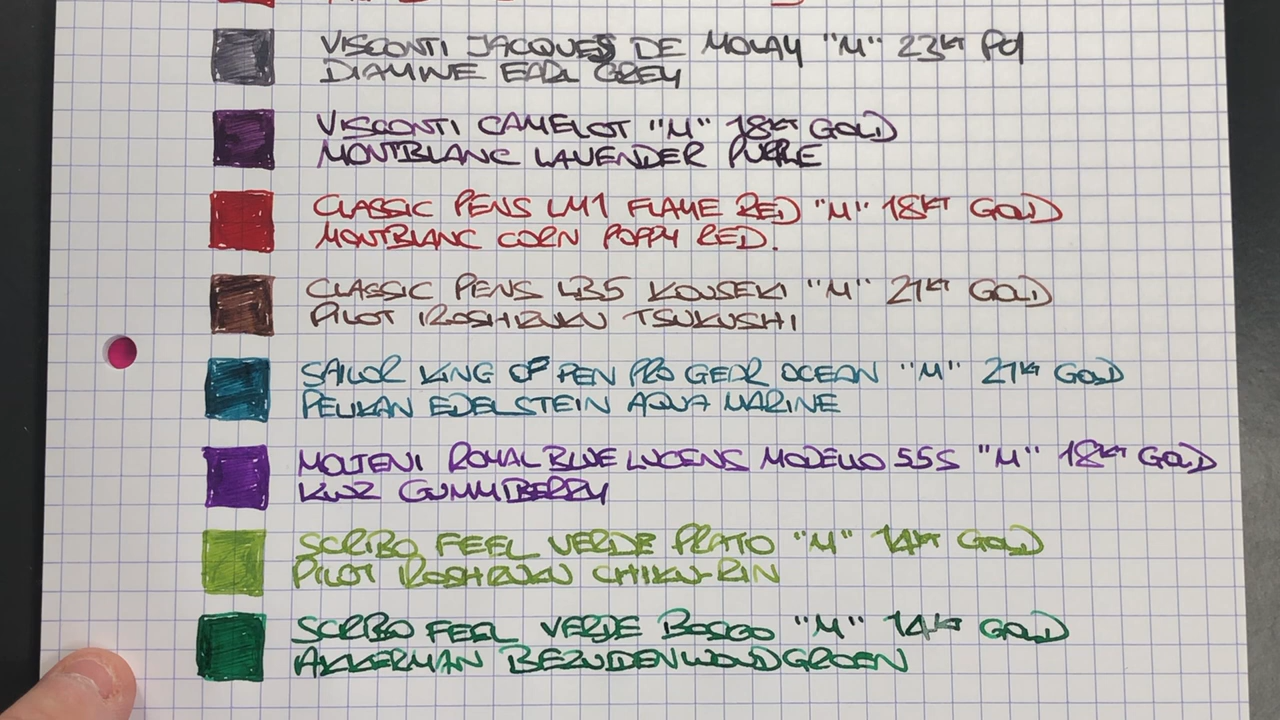 VISCONTI JACQUES DE MOLAY "M" 23KT Pd
DIAMINE EARL GREY
VISCONTI CAMELOT "M" 18KT GOLD
MONTBLANC LAVENDER PURPLE
CLASSIC PENS LM1 FLAME RED "M" 18KT GOLD
MONTBLANC CORN POPPY RED.
CLASSIC PENS LB5 KOUSEKI "M" 21KT GOLD
PILOT IROSHIZUKU TSUKUSHI
SAILOR KING OF PEN PRO GEAR OCEAN "M" 21KT GOLD
PELIKAN EDELSTEIN AQUA MARINE
MOLTENI ROYAL BLUE LUCENS MODELLO 55S "M" 18KT GOLD
KWZ GUMMIBERRY
SCRIBO FEEL VERDE PRATO "M" 14KT GOLD
PILOT IROSHIZUKU CHIKU-RIN
SCRIBO FEEL VERDE BOSCO "M" 14KT GOLD
AKKERMAN BEZUIDENWOUDGROEN